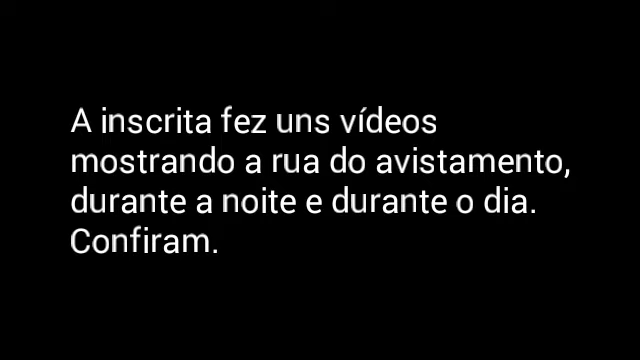 A inscrita fez uns vídeos
mostrando a rua do avistamento,
durante a noite e durante o dia.
Confiram.